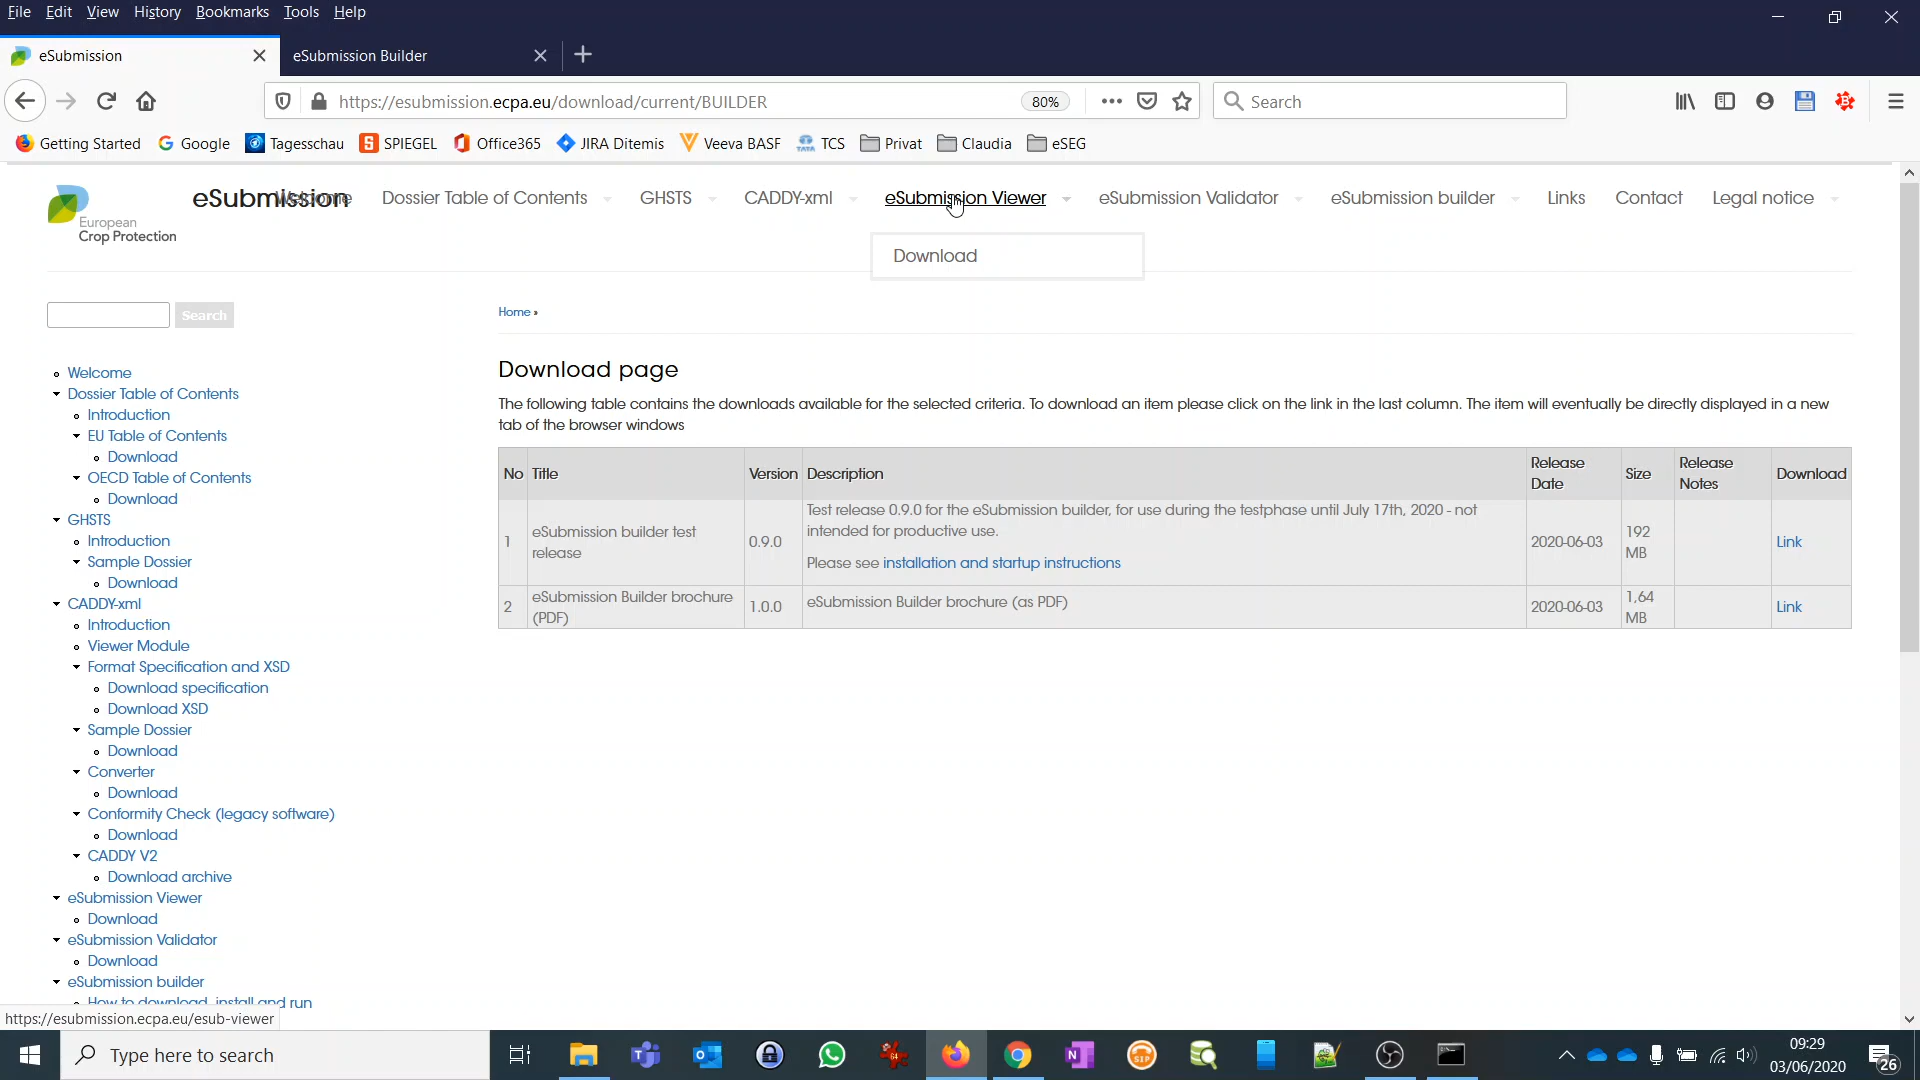 File Edit View History Bookmarks Tools Help
eSubmission
eSubmission Builder
https://esubmission.ecpa.eu/download/current/BUILDER
80%
Search
Getting Started Google Tagesschau SPIEGEL Office365 JIRA Ditemis Veeva BASF TCS Privat Claudia eSEG
European
Crop Protection
eSubmission
Welcome Dossier Table of Contents GHSTS CADDY-xml eSubmission Viewer eSubmission Validator eSubmission builder Links Contact Legal notice
Download
Search
Home »
Download page
The following table contains the downloads available for the selected criteria. To download an item please click on the link in the last column. The item will eventually be directly displayed in a new
tab of the browser windows
No Title Version Description Release Date Size Release Notes Download
1 eSubmission builder test release 0.9.0 Test release 0.9.0 for the eSubmission builder, for use during the testphase until July 17th, 2020 - not
intended for productive use.
Please see installation and startup instructions
2020-06-03 192 MB Link
2 eSubmission Builder brochure (PDF) 1.0.0 eSubmission Builder brochure (as PDF) 2020-06-03 1,64 MB Link
Welcome
Dossier Table of Contents
Introduction
EU Table of Contents
Download
OECD Table of Contents
Download
GHSTS
Introduction
Sample Dossier
Download
CADDY-xml
Introduction
Viewer Module
Format Specification and XSD
Download specification
Download XSD
Sample Dossier
Download
Converter
Download
Conformity Check (legacy software)
Download
CADDY V2
Download archive
eSubmission Viewer
Download
eSubmission Validator
Download
eSubmission builder
How to download, install and run
https://esubmission.ecpa.eu/esub-viewer
Type here to search
09:29
03/06/2020
26